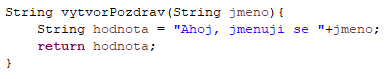 String vytvorPozdrav(String jmeno){
    String hodnota = "Ahoj, jmenuji se "+jmeno;
    return hodnota;
}